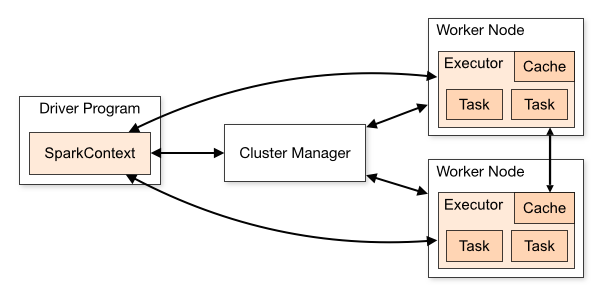 Worker Node
Executor
Cache
Task Task
Driver Program
SparkContext
Cluster Manager
Worker Node
Executor
Cache
Task Task